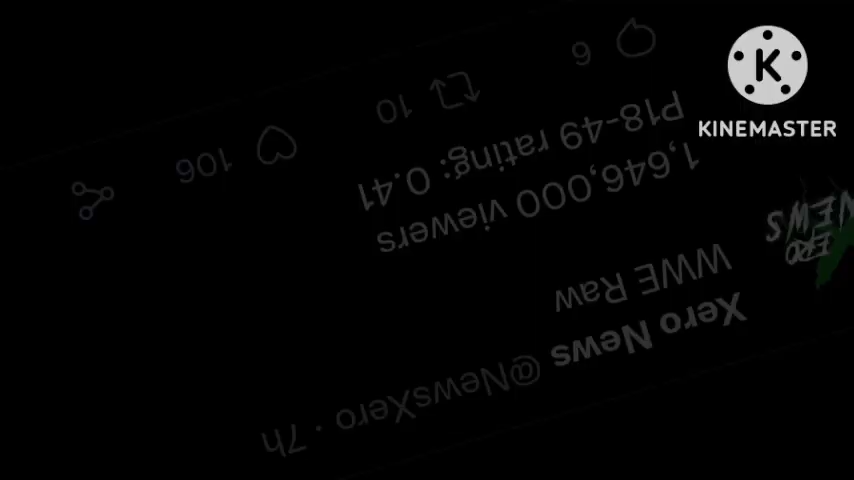 KINEMASTER
Xero News @NewsXero · 7h
WWE Raw
1,646,000 viewers
P18-49 rating: 0.41
6 10 106
NEWS